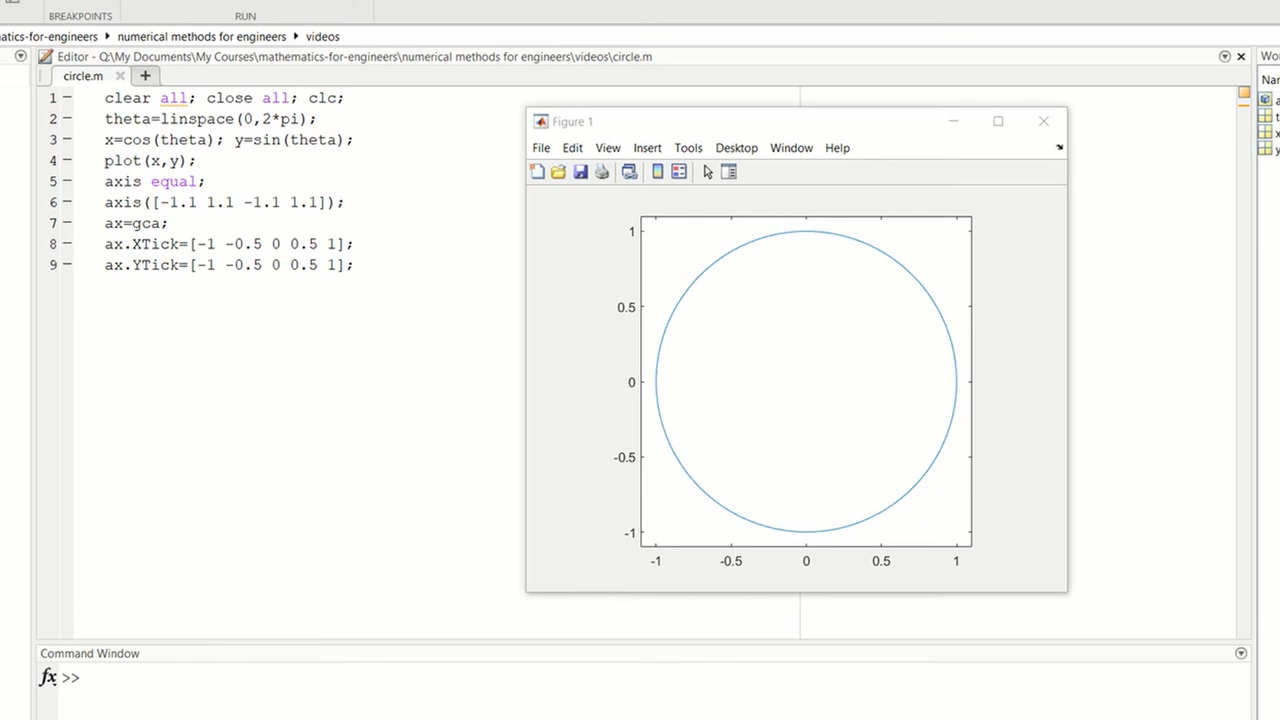 BREAKPOINTS RUN
atics-for-engineers ▸ numerical methods for engineers ▸ videos
Editor - Q:\My Documents\My Courses\mathematics-for-engineers\numerical methods for engineers\videos\circle.m
circle.m
1 clear all; close all; clc;
2 theta=linspace(0,2*pi);
3 x=cos(theta); y=sin(theta);
4 plot(x,y);
5 axis equal;
6 axis([-1.1 1.1 -1.1 1.1]);
7 ax=gca;
8 ax.XTick=[-1 -0.5 0 0.5 1];
9 ax.YTick=[-1 -0.5 0 0.5 1];
Figure 1
File Edit View Insert Tools Desktop Window Help
1
0.5
0
-0.5
-1
-1 -0.5 0 0.5 1
Command Window
fx >>
Wo
Nar
a
t
x
y